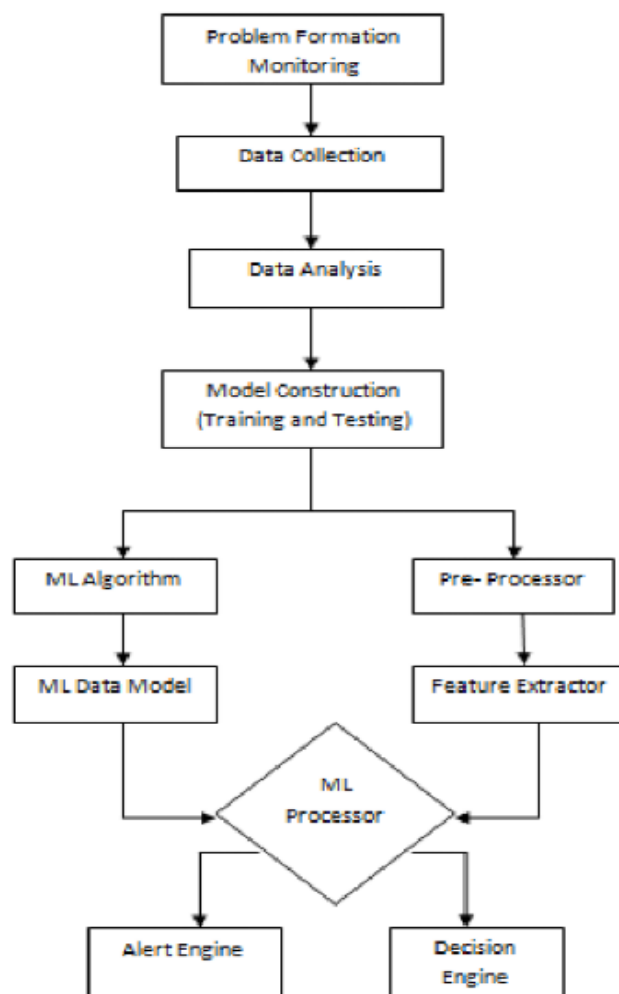 Problem Formation
Monitoring
Data Collection
Data Analysis
Model Construction
(Training and Testing)
ML Algorithm
Pre- Processor
ML Data Model
Feature Extractor
ML
Processor
Alert Engine
Decision
Engine